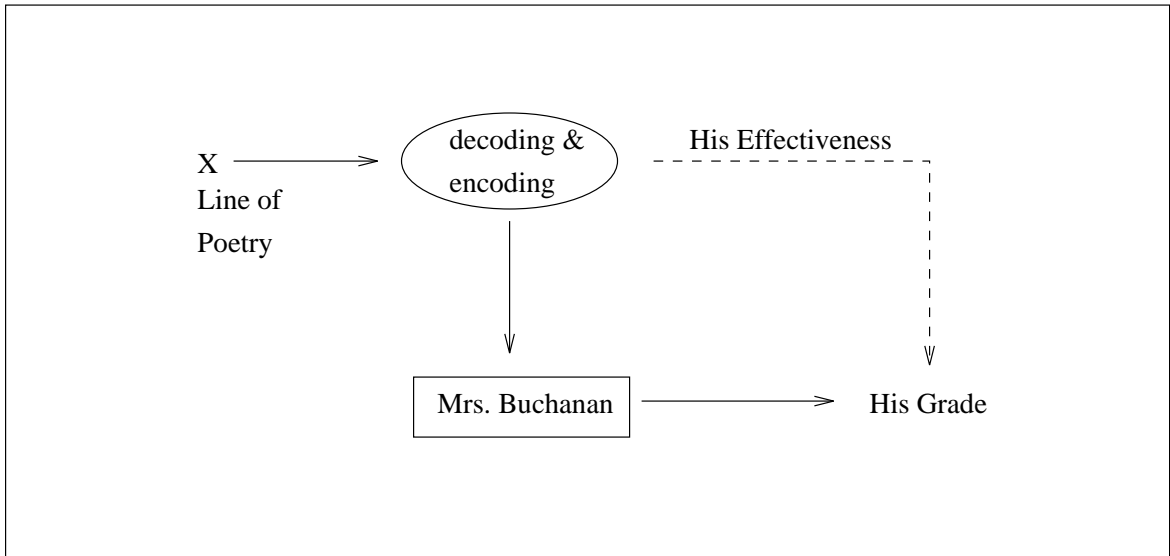 X
Line of
Poetry
decoding &
encoding
His Effectiveness
Mrs. Buchanan
His Grade